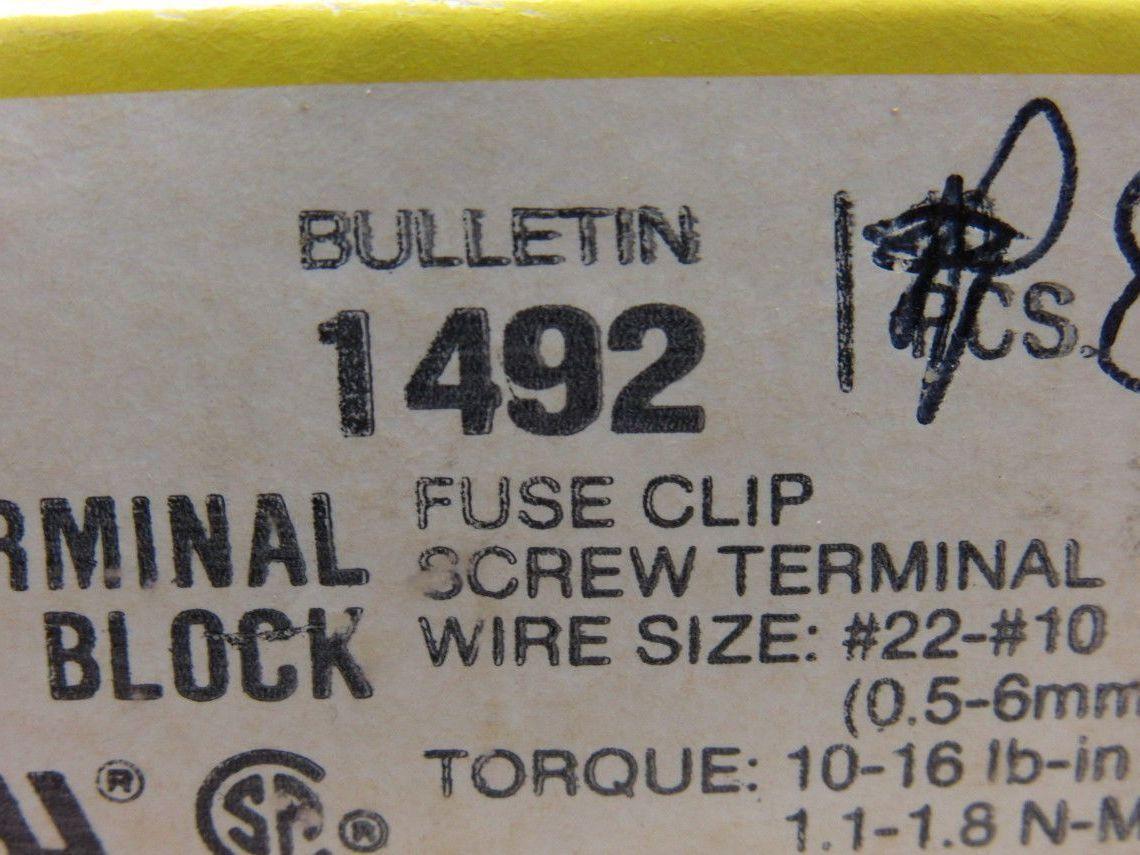 BULLETIN
1492
PCS.
RMINAL
BLOCK
FUSE CLIP
SCREW TERMINAL
WIRE SIZE: #22-#10
(0.5-6mm
TORQUE: 10-16 lb-in
1.1-1.8 N-M
®
®